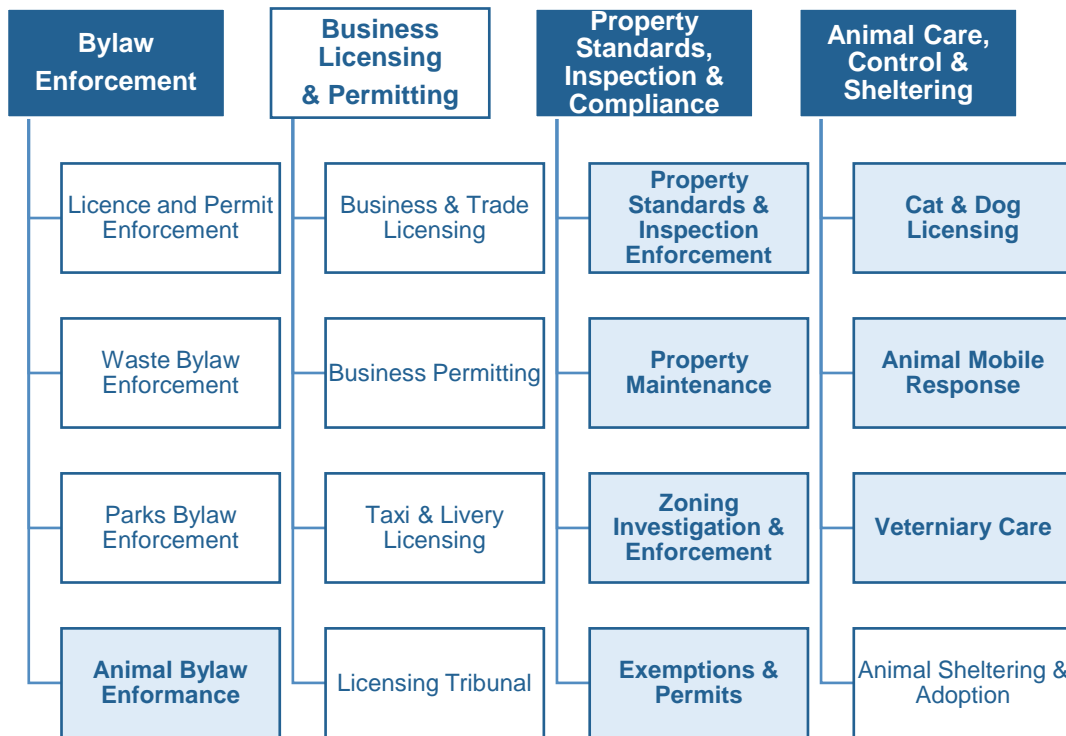 Bylaw
Enforcement
Licence and Permit
Enforcement
Waste Bylaw
Enforcement
Parks Bylaw
Enforcement
Animal Bylaw
Enformance
Business
Licensing
& Permitting
Business & Trade
Licensing
Business Permitting
Taxi & Livery
Licensing
Licensing Tribunal
Property
Standards,
Inspection &
Compliance
Property
Standards &
Inspection
Enforcement
Property
Maintenance
Zoning
Investigation &
Enforcement
Exemptions &
Permits
Animal Care,
Control &
Sheltering
Cat & Dog
Licensing
Animal Mobile
Response
Veterniary Care
Animal Sheltering &
Adoption